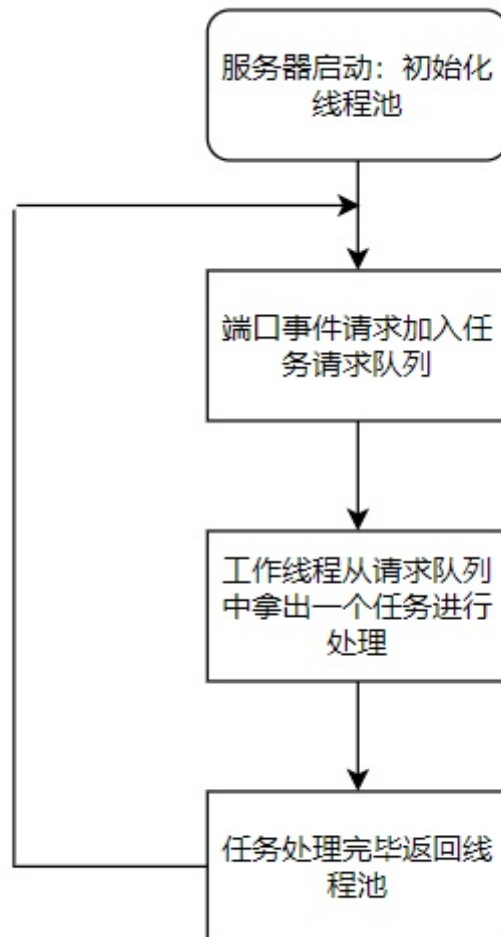 服务器启动：初始化
线程池
端口事件请求加入任
务请求队列
工作线程从请求队列
中拿出一个任务进行
处理
任务处理完毕返回线
程池